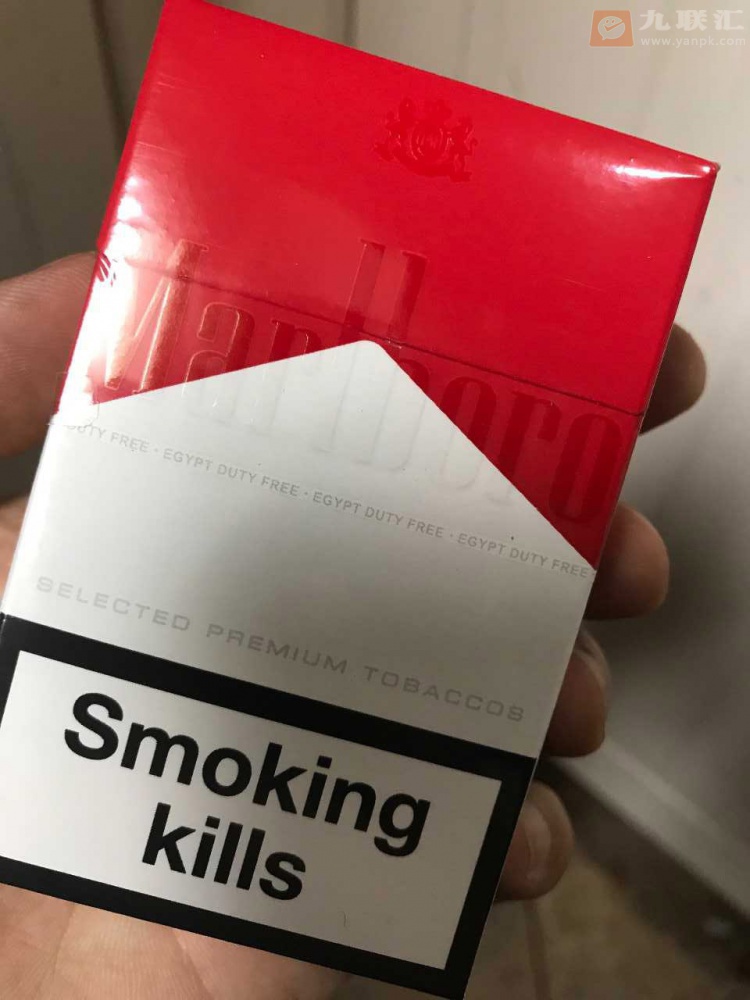 九联汇
www.yanpk.com
Marlboro
DUTY FREE · EGYPT DUTY FREE · EGYPT DUTY FREE · EGYPT DUTY FREE
SELECTED PREMIUM TOBACCOS
Smoking
kills